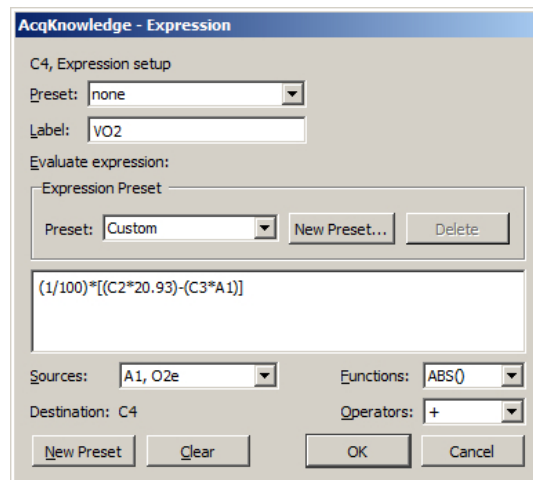 AcqKnowledge - Expression
C4, Expression setup
Preset: none
Label: VO2
Evaluate expression:
Expression Preset
Preset: Custom New Preset... Delete
(1/100)*[(C2*20.93)-(C3*A1)]
Sources: A1, O2e Functions: ABS()
Destination: C4 Operators: +
New Preset Clear OK Cancel